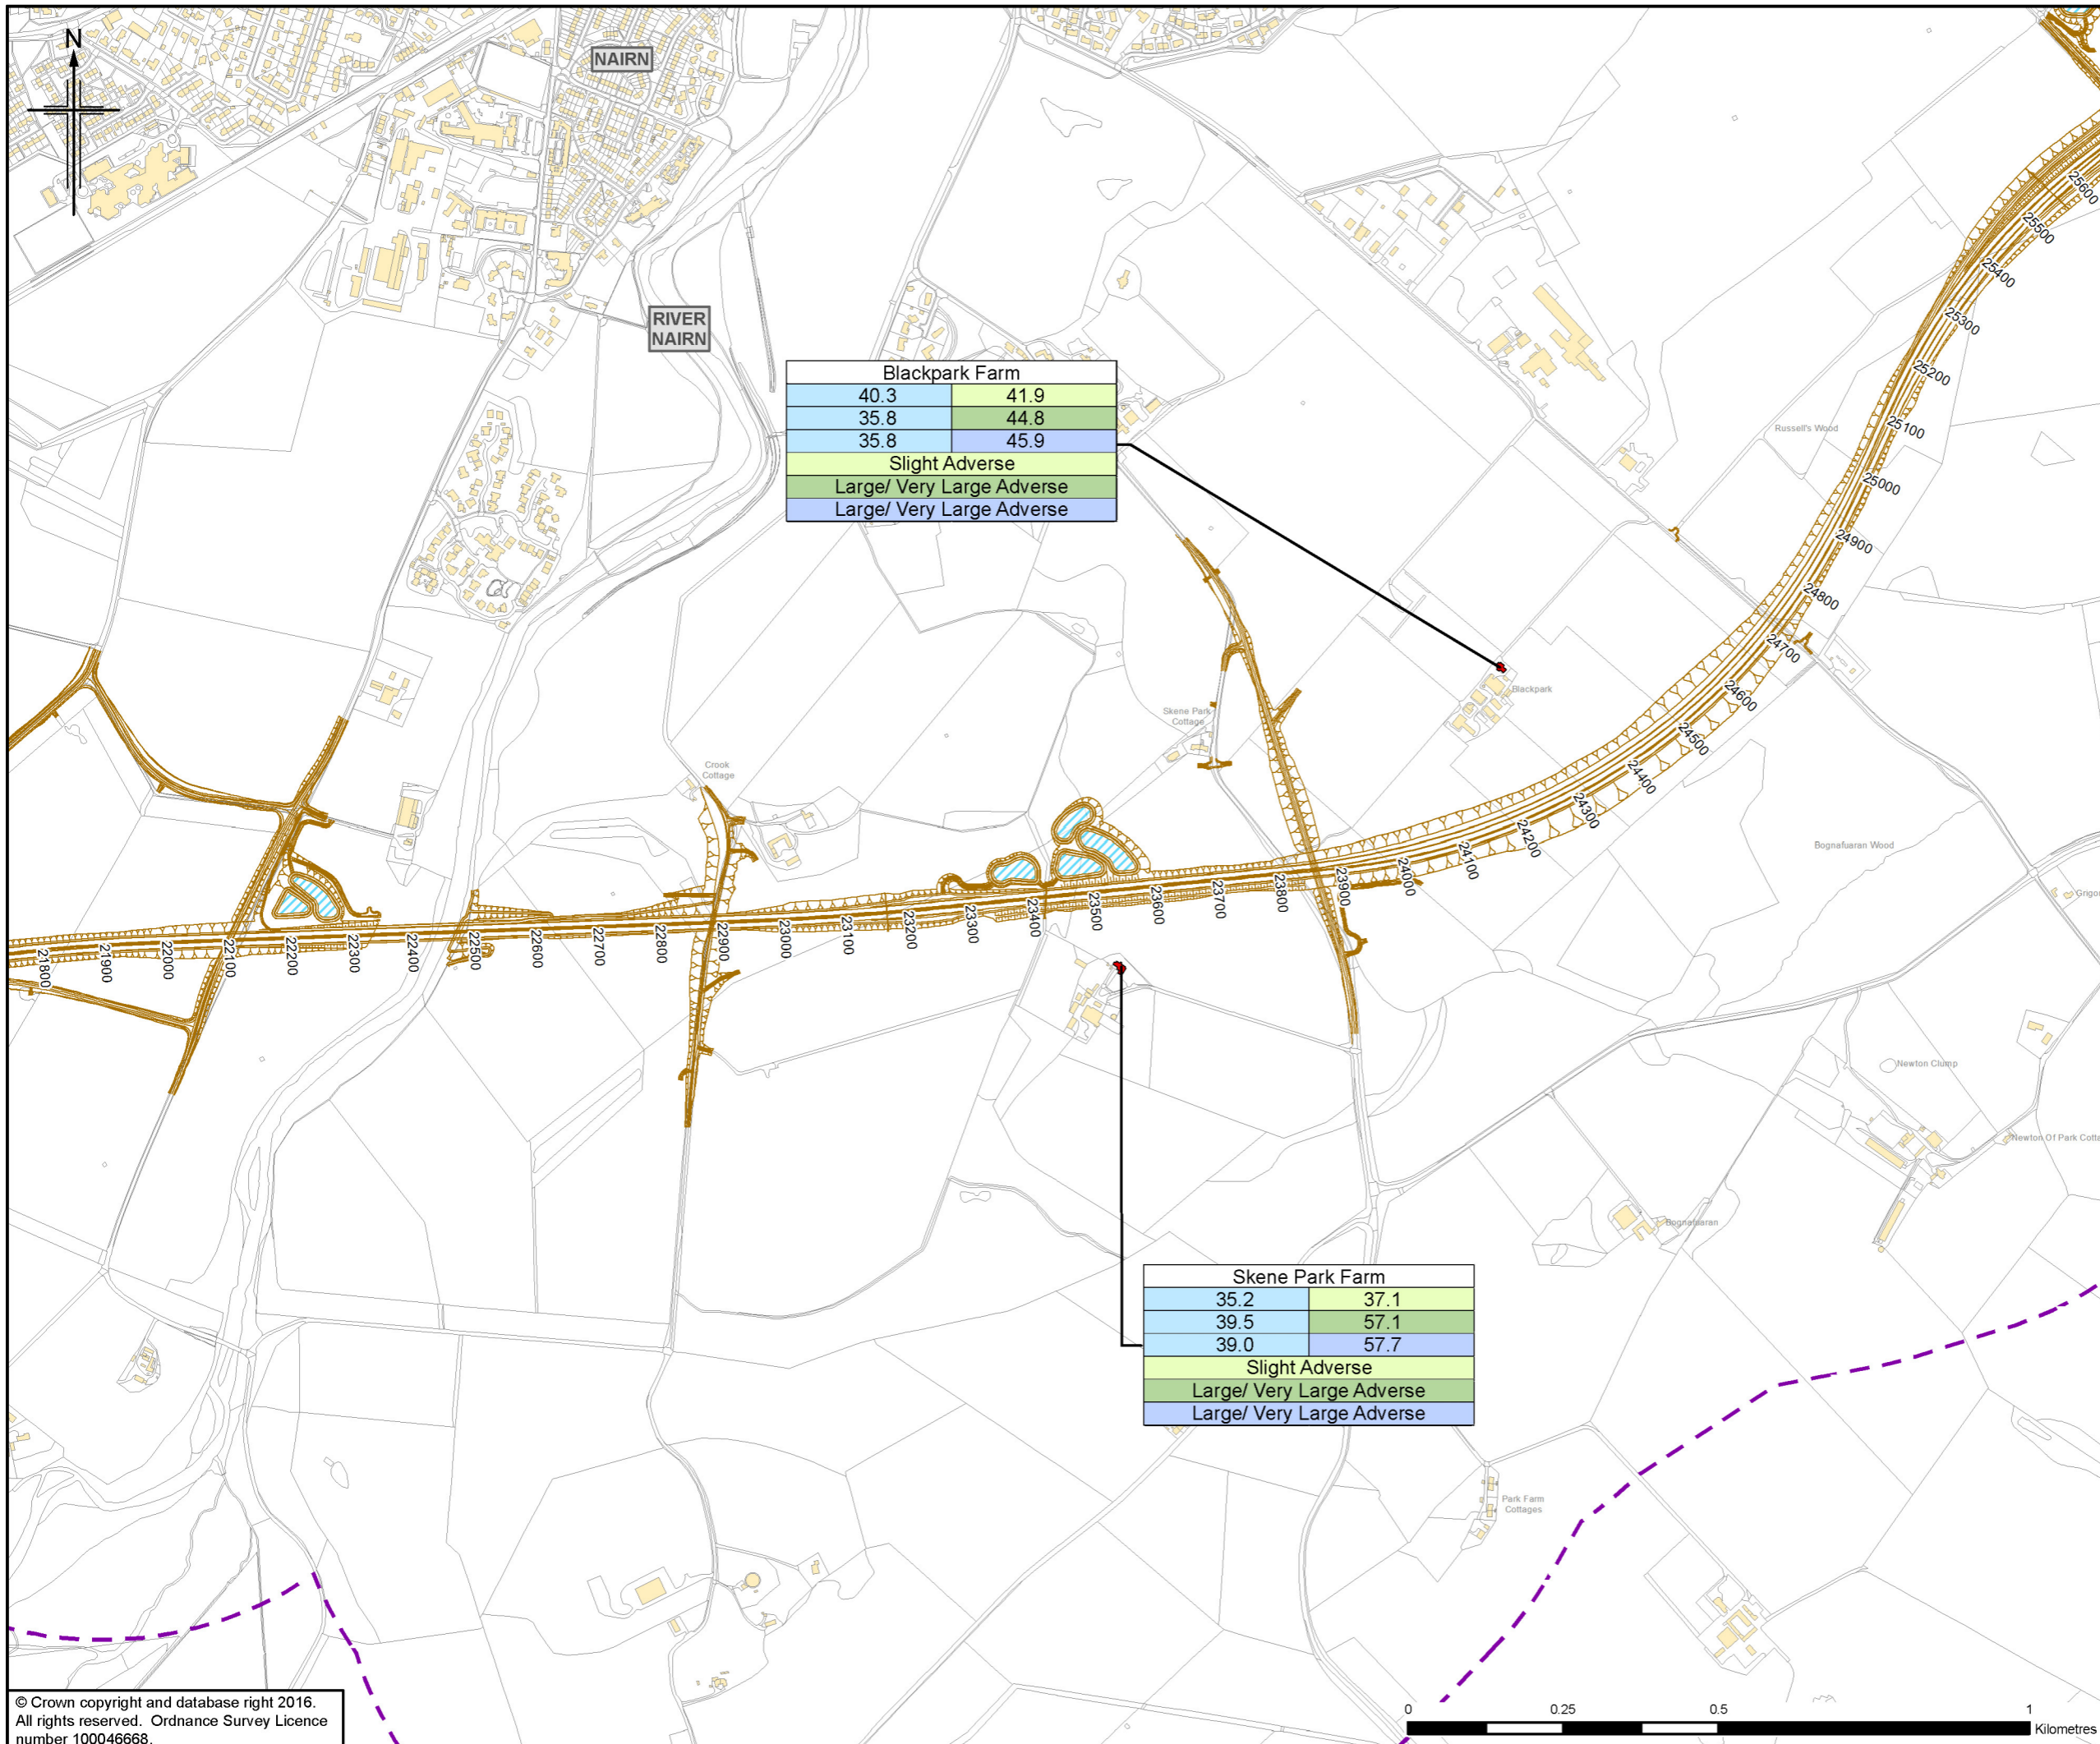 N
NAIRN
RIVER
NAIRN
Blackpark Farm
40.3 41.9
35.8 44.8
35.8 45.9
Slight Adverse
Large/ Very Large Adverse
Large/ Very Large Adverse
25600
25500
25400
25300
25200
25100
25000
24900
24800
24700
24600
24500
24400
24300
24200
24100
24000
23900
23800
23700
23600
23500
23400
23300
23200
23100
23000
22900
22800
22700
22600
22500
22400
22300
22200
22100
22000
21900
21800
Russell's Wood
Blackpark
Skene Park
Cottage
Crook
Cottage
Bognafuaran Wood
Newton Clump
Newton Of Park Cotta
Bognafuaran
Skene Park Farm
35.2 37.1
39.5 57.1
39.0 57.7
Slight Adverse
Large/ Very Large Adverse
Large/ Very Large Adverse
Park Farm
Cottages
© Crown copyright and database right 2016.
All rights reserved. Ordnance Survey Licence
number 100046668.
0 0.25 0.5 1
Kilometres